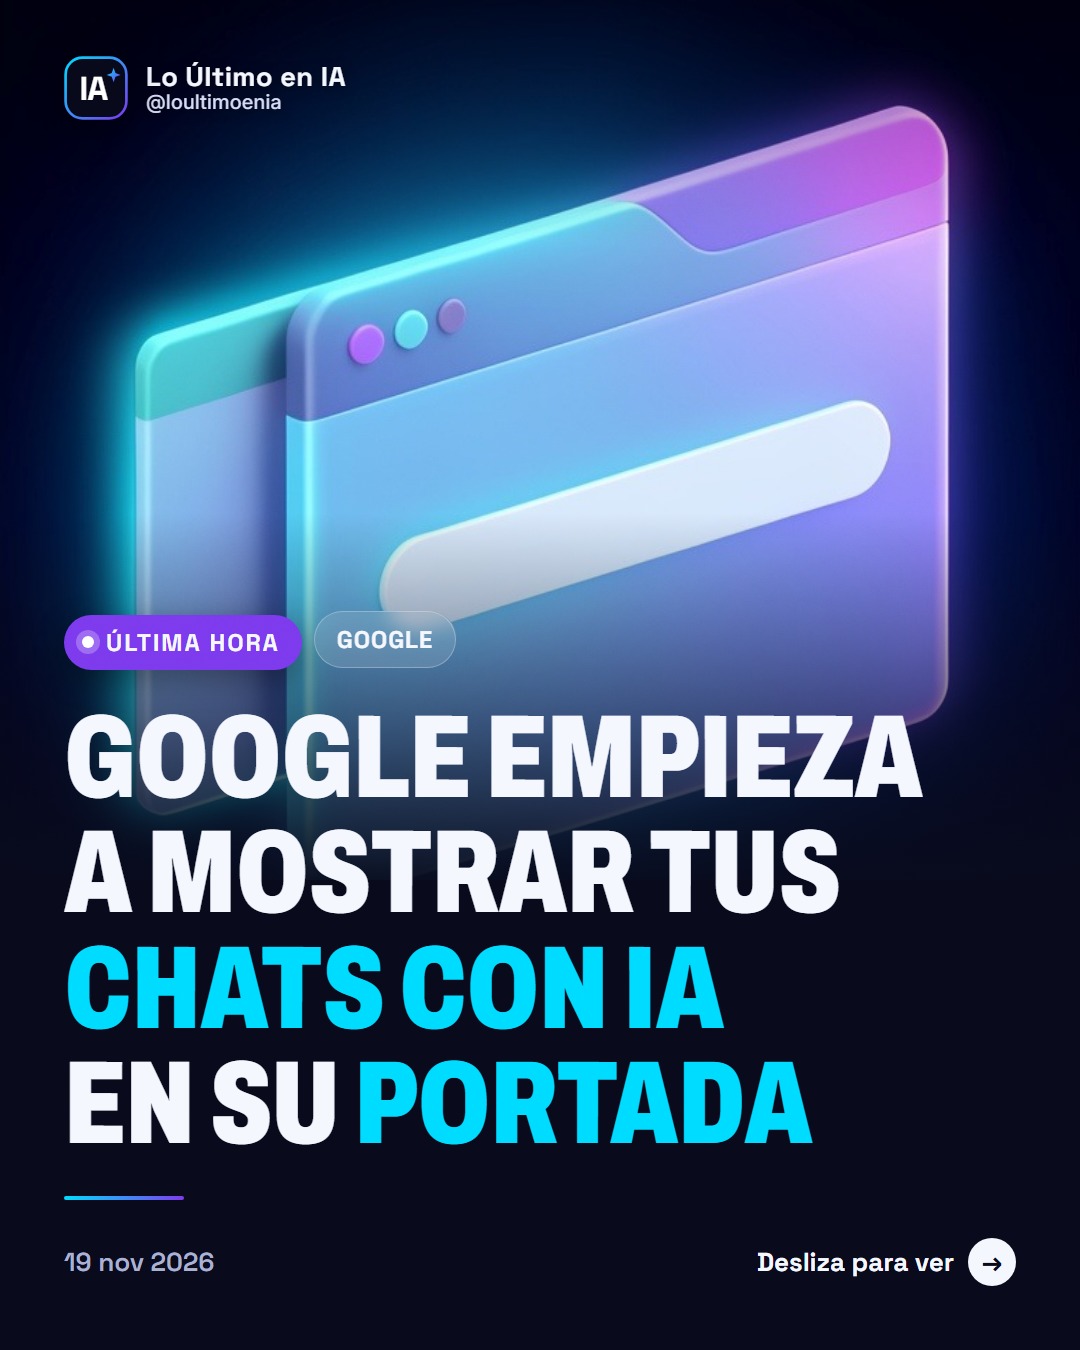 IA
Lo Último en IA
@loultimoenia
ÚLTIMA HORA
GOOGLE
GOOGLE EMPIEZA
A MOSTRAR TUS
CHATS CON IA
EN SU PORTADA
19 nov 2026
Desliza para ver →